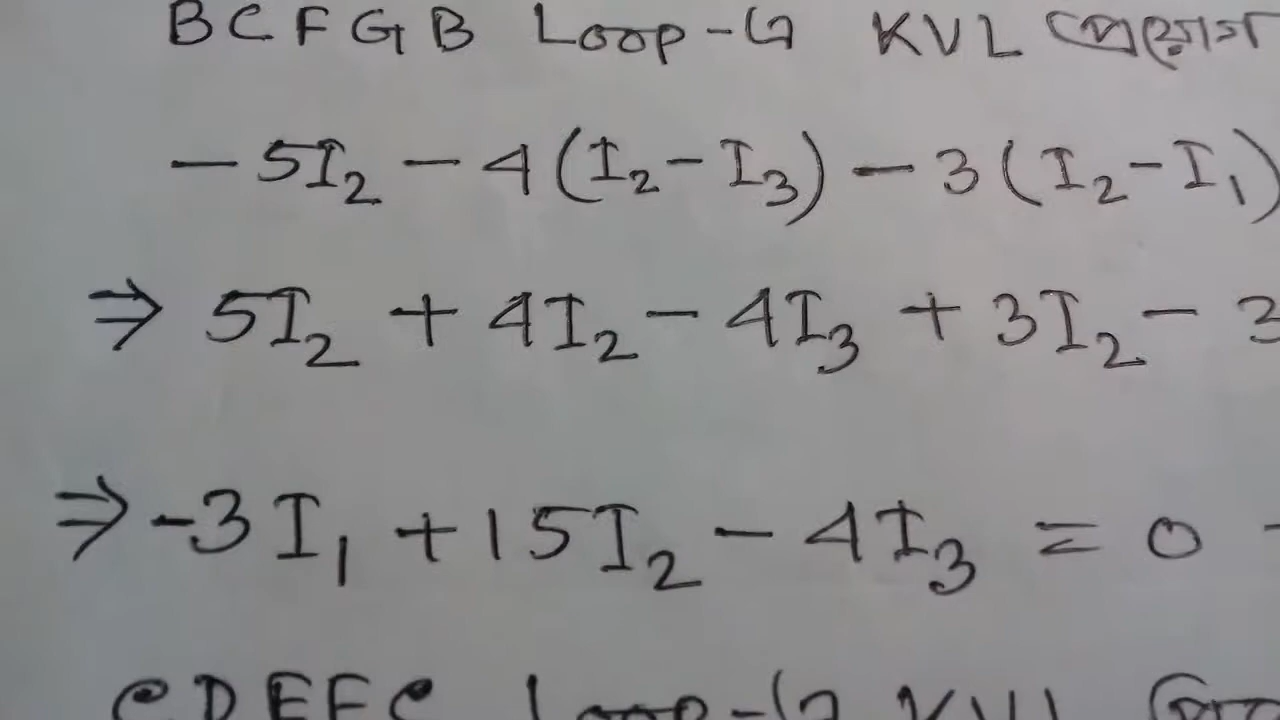 BCFGB Loop-এ KVL প্রয়োগ
- 5I₂ - 4(I₂ - I₃) - 3(I₂ - I₁)
⇒ 5I₂ + 4I₂ - 4I₃ + 3I₂ - 3
⇒ -3I₁ + 15I₂ - 4I₃ = 0 -
CDEFC Loop-এ KVL